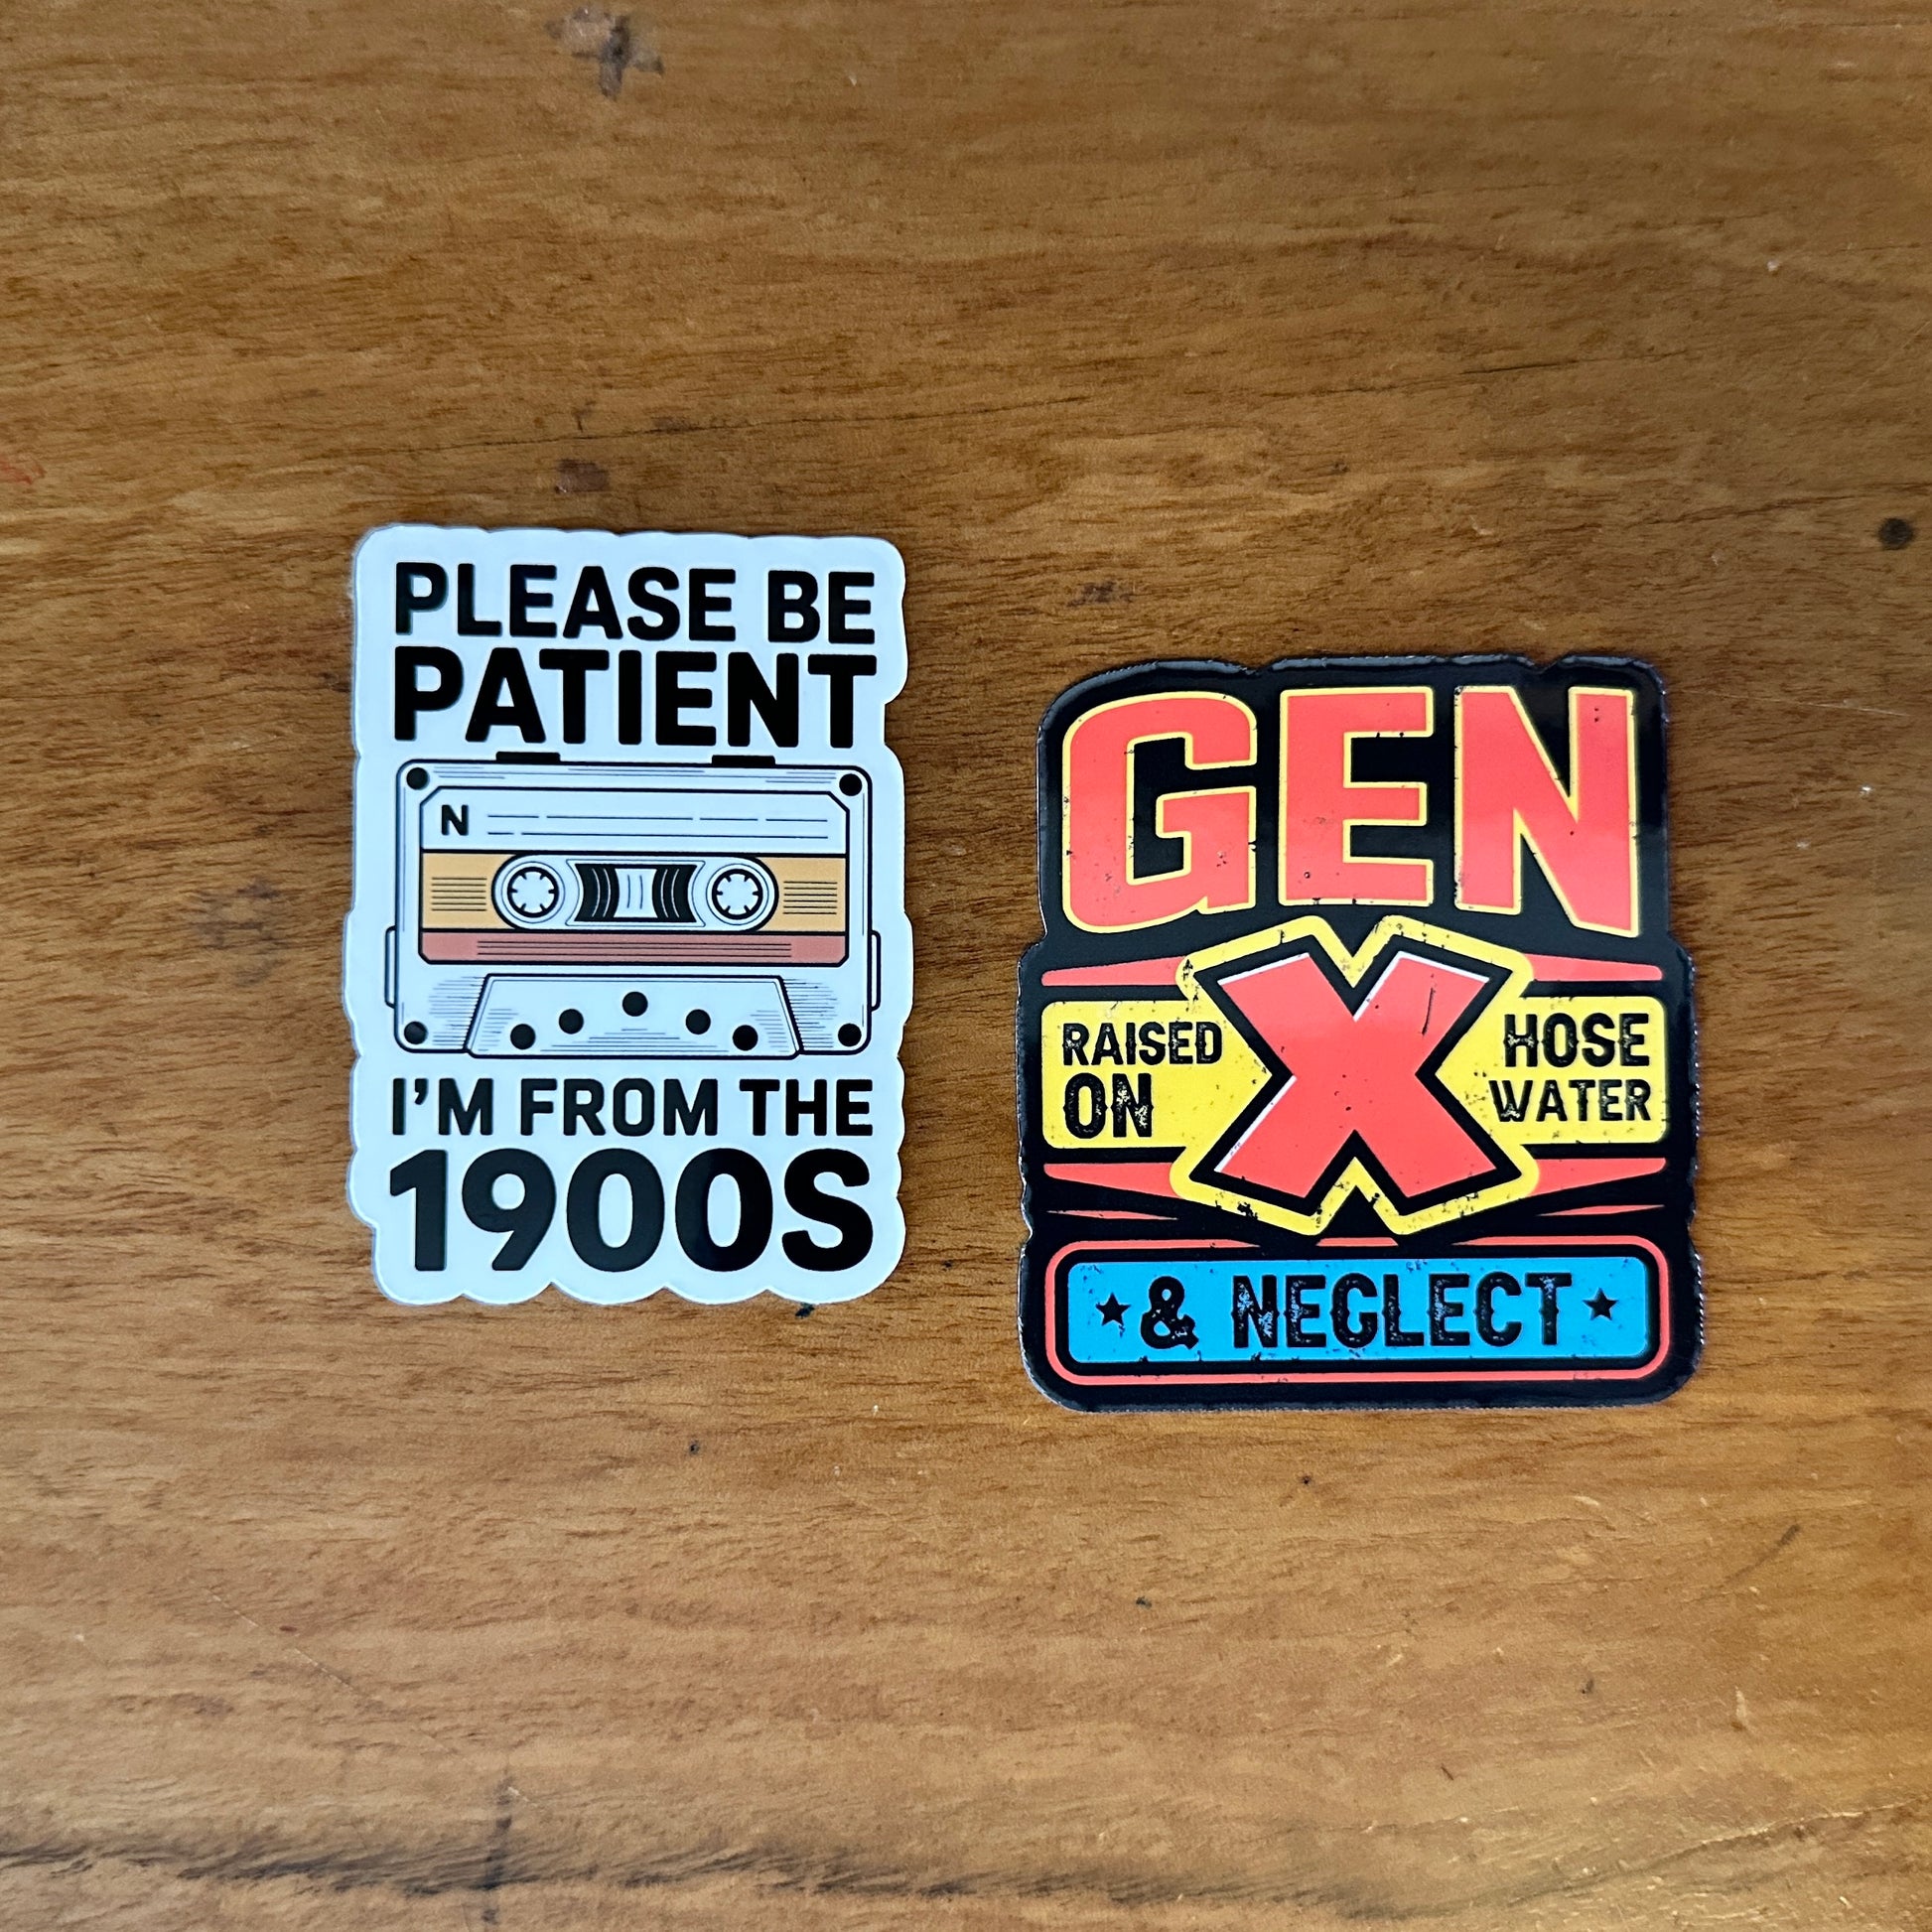 PLEASE BE
PATIENT
N
I'M FROM THE
1900S
GEN
X
RAISED
ON
HOSE
WATER
& NEGLECT